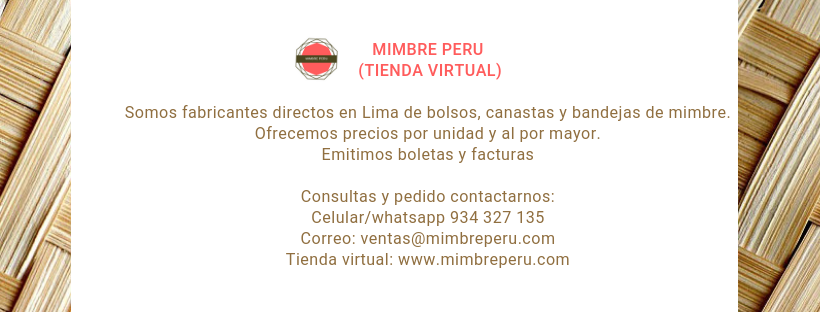 MIMBRE PERU
MIMBRE PERU
(TIENDA VIRTUAL)
Somos fabricantes directos en Lima de bolsos, canastas y bandejas de mimbre.
Ofrecemos precios por unidad y al por mayor.
Emitimos boletas y facturas
Consultas y pedido contactarnos:
Celular/whatsapp 934 327 135
Correo: ventas@mimbreperu.com
Tienda virtual: www.mimbreperu.com